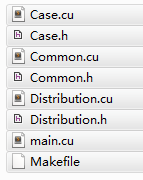 Case.cu
Case.h
Common.cu
Common.h
Distribution.cu
Distribution.h
main.cu
Makefile